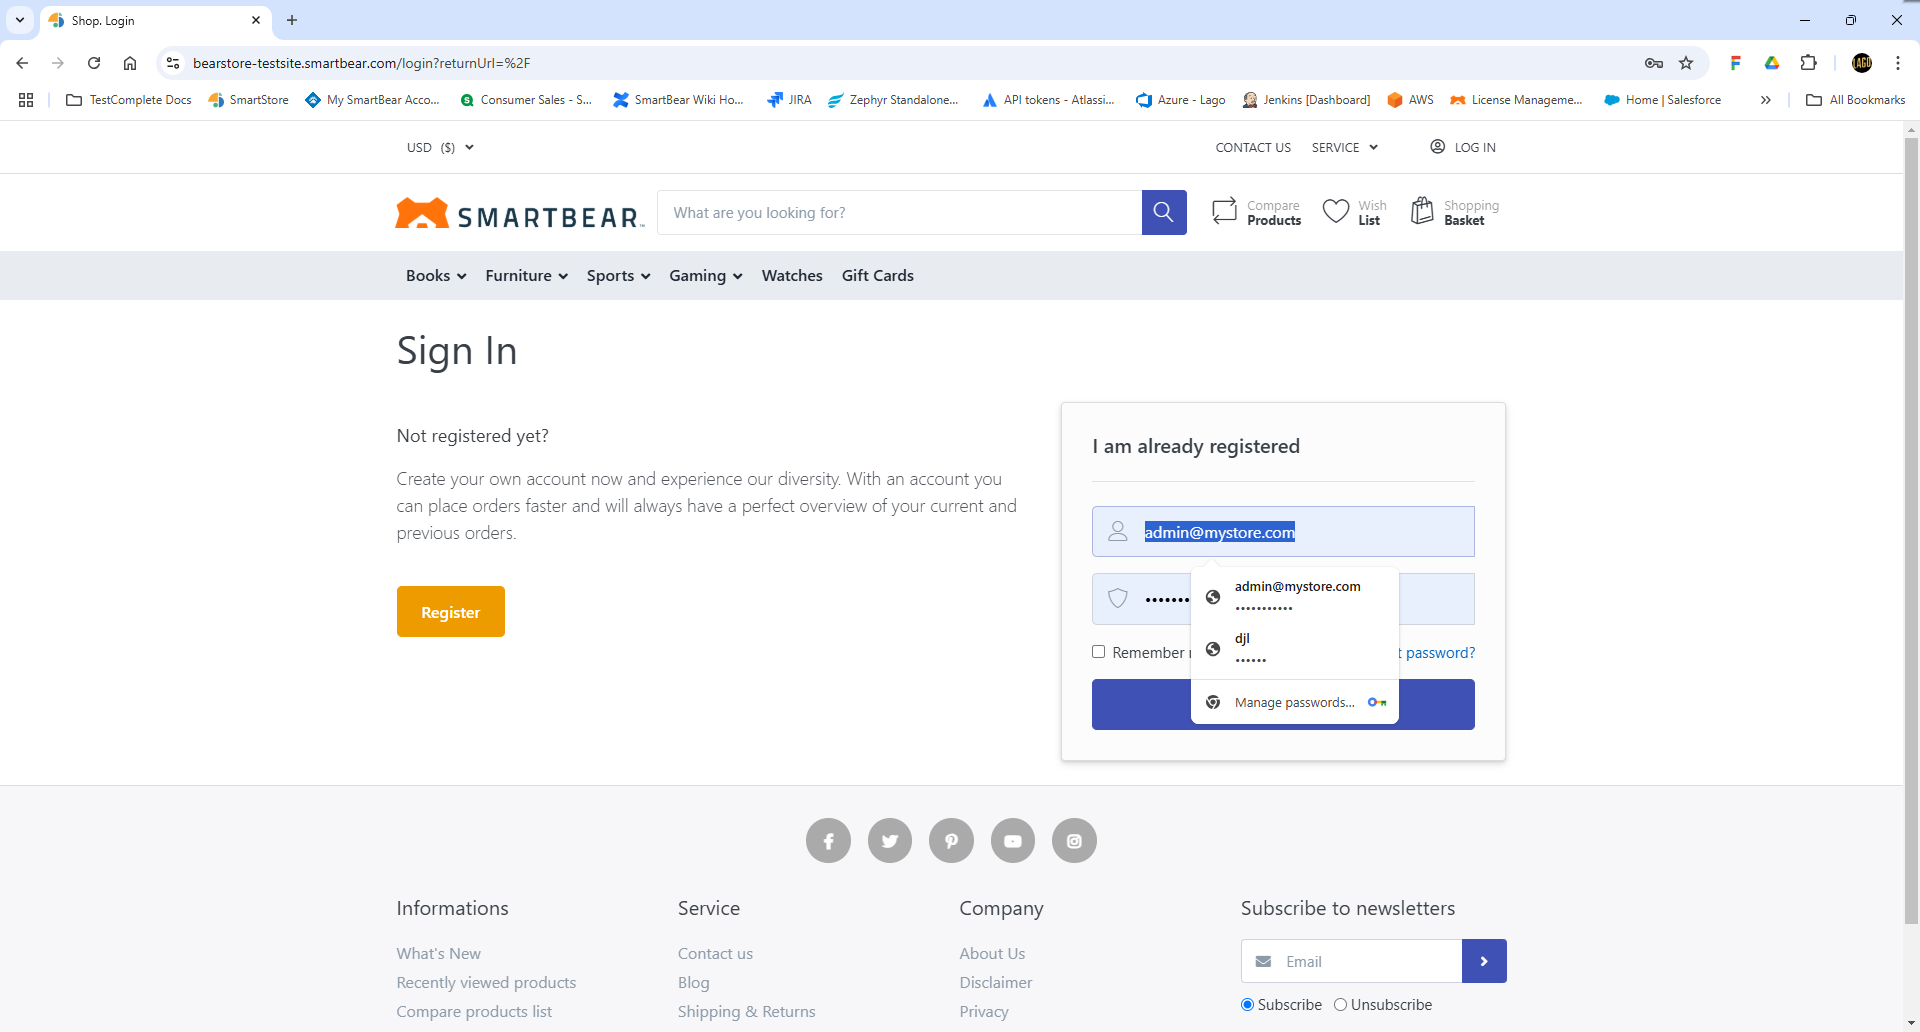 Shop. Login
bearstore-testsite.smartbear.com/login?returnUrl=%2F
TestComplete Docs
SmartStore
My SmartBear Acco...
Consumer Sales - S...
SmartBear Wiki Ho...
JIRA
Zephyr Standalone...
API tokens - Atlassi...
Azure - Lago
Jenkins [Dashboard]
AWS
License Manageme...
Home | Salesforce
All Bookmarks
USD ($)
CONTACT US
SERVICE
LOG IN
SMARTBEAR
What are you looking for?
Compare
Products
Wish
List
Shopping
Basket
Books
Furniture
Sports
Gaming
Watches
Gift Cards
Sign In
Not registered yet?
Create your own account now and experience our diversity. With an account you
can place orders faster and will always have a perfect overview of your current and
previous orders.
Register
I am already registered
admin@mystore.com
admin@mystore.com
djl
Remember
t password?
Manage passwords...
Informations
What's New
Recently viewed products
Compare products list
Service
Contact us
Blog
Shipping & Returns
Company
About Us
Disclaimer
Privacy
Subscribe to newsletters
Email
Subscribe
Unsubscribe